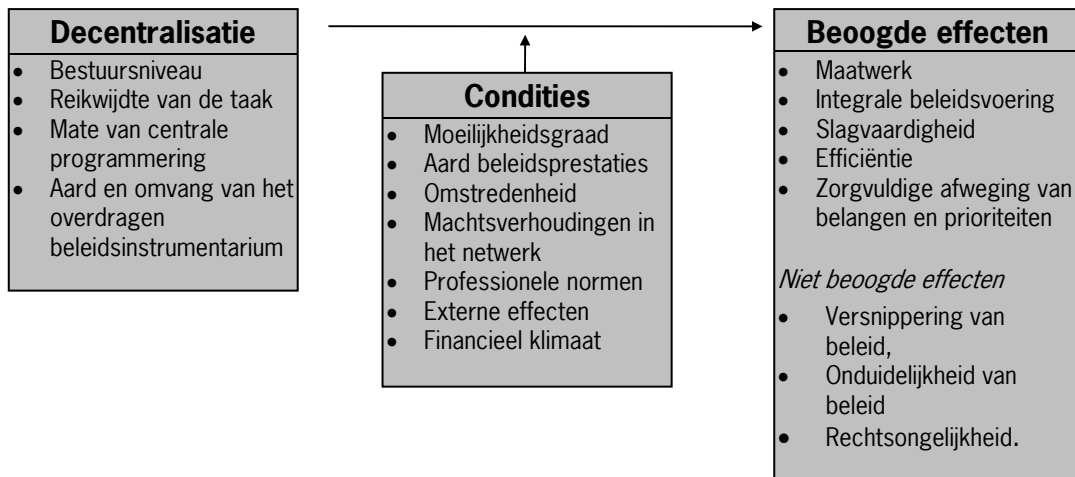 Decentralisatie
• Bestuursniveau
• Reikwijdte van de taak
• Mate van centrale
programmering
• Aard en omvang van het
overdragen
beleidsinstrumentarium
Condities
• Moeilijkheidsgraad
• Aard beleidsprestaties
• Omstredenheid
• Machtsverhoudingen in
het netwerk
• Professionele normen
• Externe effecten
• Financieel klimaat
Beoogde effecten
• Maatwerk
• Integrale beleidsvoering
• Slagvaardigheid
• Efficiëntie
• Zorgvuldige afweging van
belangen en prioriteiten
Niet beoogde effecten
• Versnippering van
beleid,
• Onduidelijkheid van
beleid
• Rechtsongelijkheid.